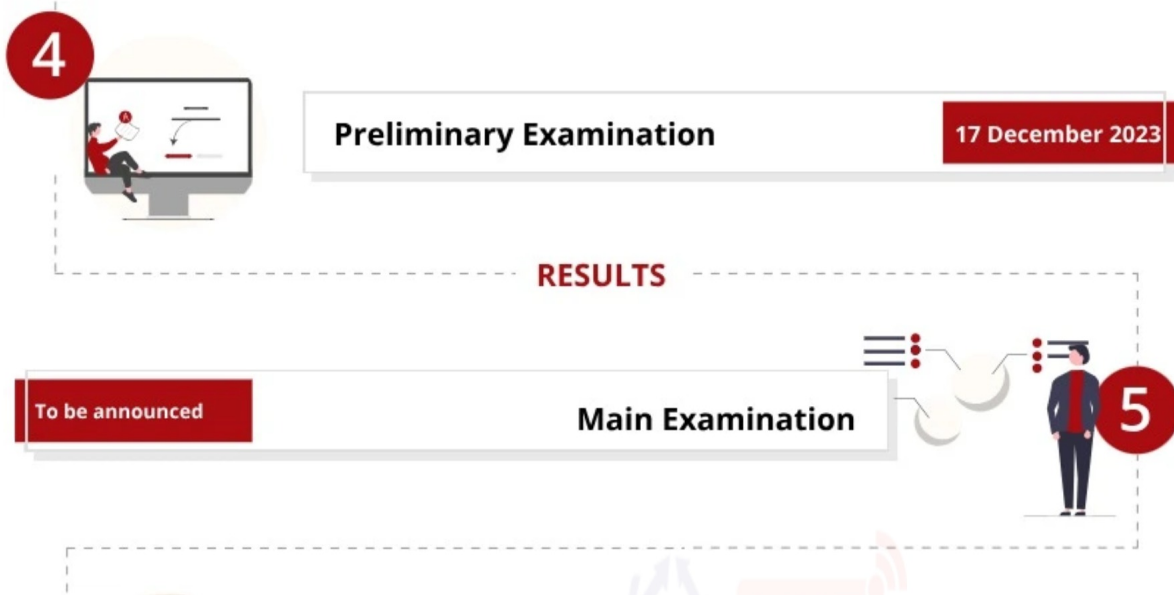 4
A
Preliminary Examination
17 December 2023
RESULTS
To be announced
Main Examination
5